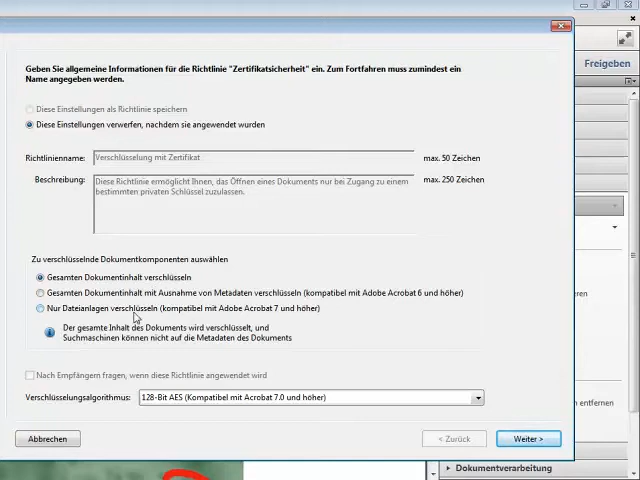 Freigeben
Geben Sie allgemeine Informationen für die Richtlinie "Zertifikatsicherheit" ein. Zum Fortfahren muss zumindest ein
Name angegeben werden.
Diese Einstellungen als Richtlinie speichern
Diese Einstellungen verwerfen, nachdem sie angewendet wurden
Richtlinienname:
Verschlüsselung mit Zertifikat
max. 50 Zeichen
Beschreibung:
Diese Richtlinie ermöglicht Ihnen, das Öffnen eines Dokuments nur bei Zugang zu einem
bestimmten privaten Schlüssel zuzulassen.
max. 250 Zeichen
Zu verschlüsselnde Dokumentkomponenten auswählen
Gesamten Dokumentinhalt verschlüsseln
Gesamten Dokumentinhalt mit Ausnahme von Metadaten verschlüsseln (kompatibel mit Adobe Acrobat 6 und höher)
Nur Dateianlagen verschlüsseln (kompatibel mit Adobe Acrobat 7 und höher)
Der gesamte Inhalt des Dokuments wird verschlüsselt, und
Suchmaschinen können nicht auf die Metadaten des Dokuments
Nach Empfängern fragen, wenn diese Richtlinie angewendet wird
Verschlüsselungsalgorithmus:
128-Bit AES (Kompatibel mit Acrobat 7.0 und höher)
Abbrechen
< Zurück
Weiter >
entfernen
Dokumentverarbeitung